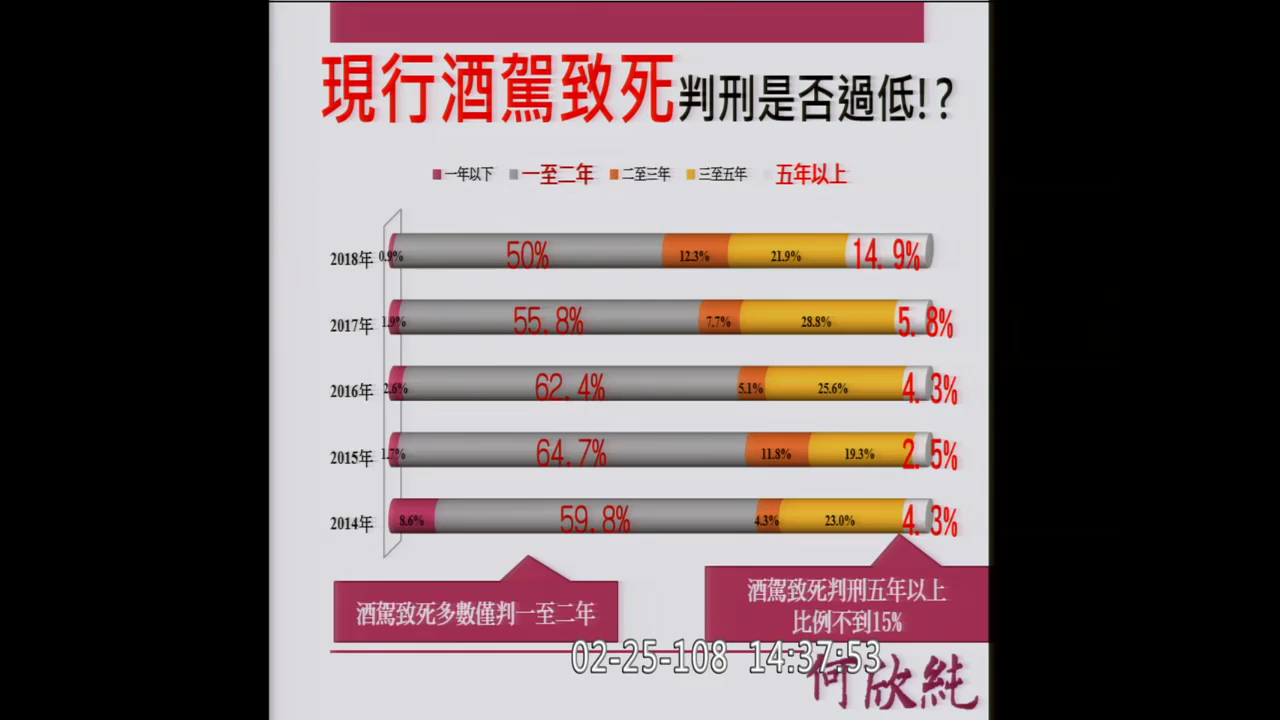 現行酒駕致死判刑是否過低!?
一年以下 一至二年 二至三年 三至五年 五年以上
2018年 0.9% 50% 12.3% 21.9% 14.9%
2017年 1.9% 55.8% 7.7% 28.8% 5.8%
2016年 2.6% 62.4% 5.1% 25.6% 4.3%
2015年 1.7% 64.7% 11.8% 19.3% 2.5%
2014年 8.6% 59.8% 4.3% 23.0% 4.3%
酒駕致死多數僅判一至二年
酒駕致死判刑五年以上
比例不到15%
02-25-108 14:37:53
何欣純